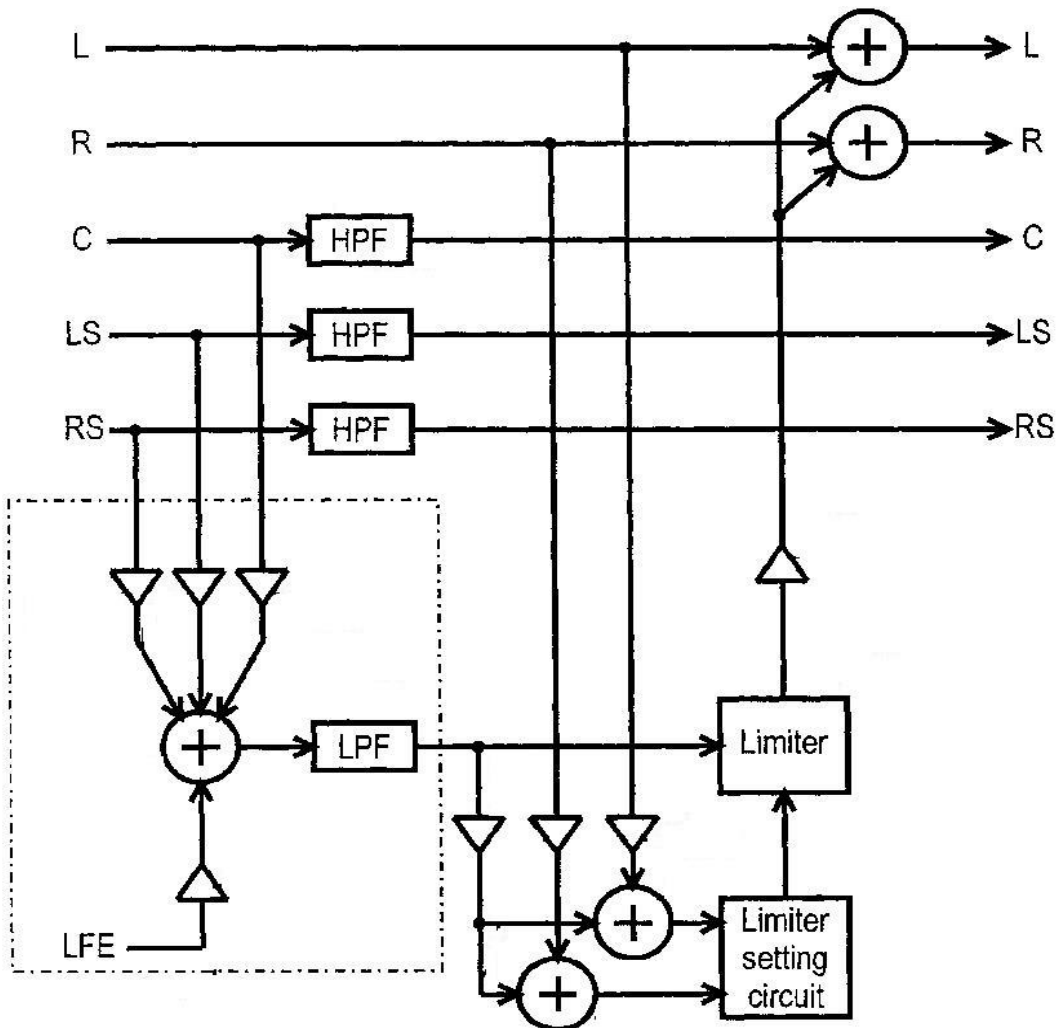 L L
R R
C HPF C
LS HPF LS
RS HPF RS
LPF Limiter
LFE
Limiter
setting
circuit